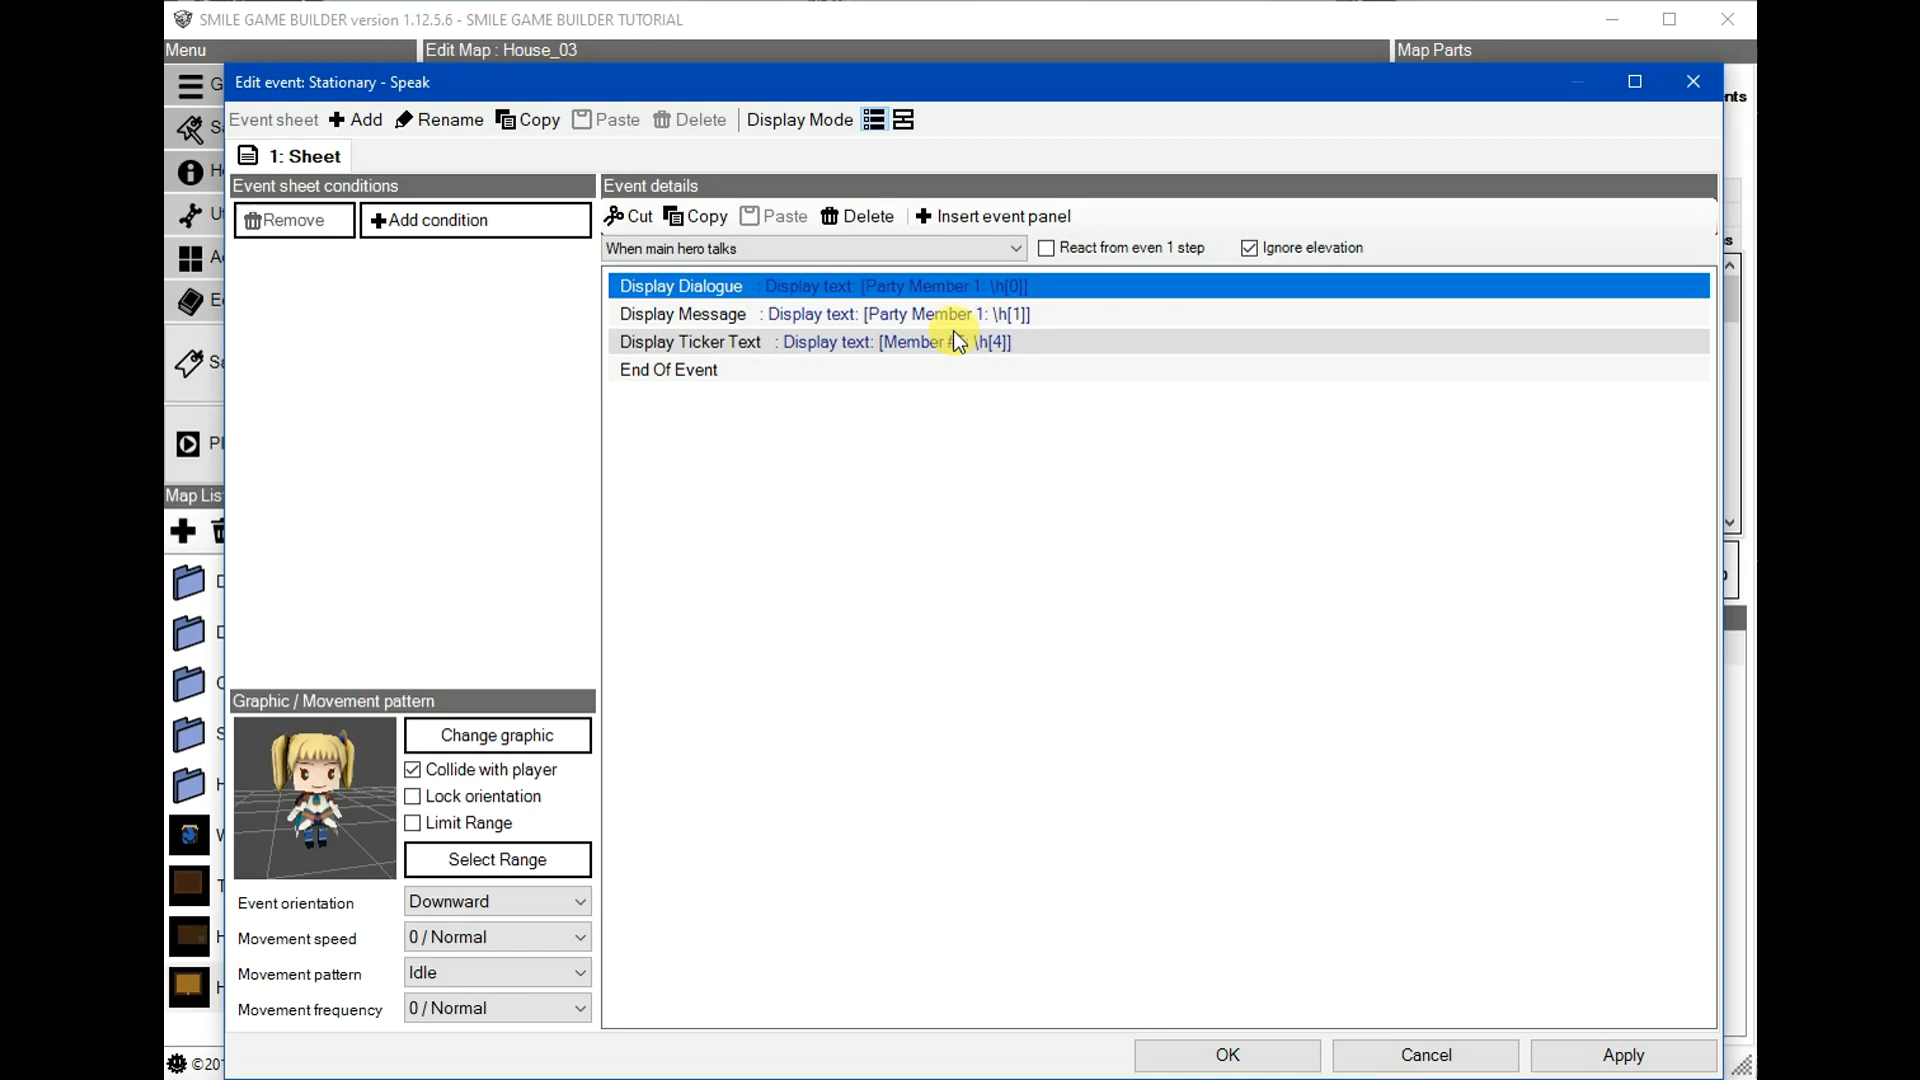 SMILE GAME BUILDER version 1.12.5.6 - SMILE GAME BUILDER TUTORIAL
Menu
Edit Map : House_03
Map Parts
Edit event: Stationary - Speak
Event sheet
Add
Rename
Copy
Paste
Delete
Display Mode
1: Sheet
Event sheet conditions
Remove
Add condition
Event details
Cut
Copy
Paste
Delete
Insert event panel
When main hero talks
React from even 1 step
Ignore elevation
Display Dialogue : Display text: [Party Member 1: \h[0]]
Display Message : Display text: [Party Member 1: \h[1]]
Display Ticker Text : Display text: [Member \h[4]]
End Of Event
Map Lis
Graphic / Movement pattern
Change graphic
Collide with player
Lock orientation
Limit Range
Select Range
Event orientation
Downward
Movement speed
0 / Normal
Movement pattern
Idle
Movement frequency
0 / Normal
OK
Cancel
Apply
©20